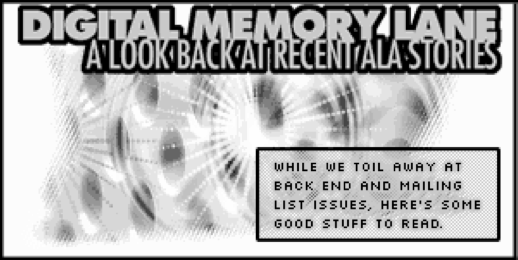 DIGITAL MEMORY LANE
A LOOK BACK AT RECENT ALA STORIES
WHILE WE TOIL AWAY AT
BACK END AND MAILING
LIST ISSUES, HERE'S SOME
GOOD STUFF TO READ.